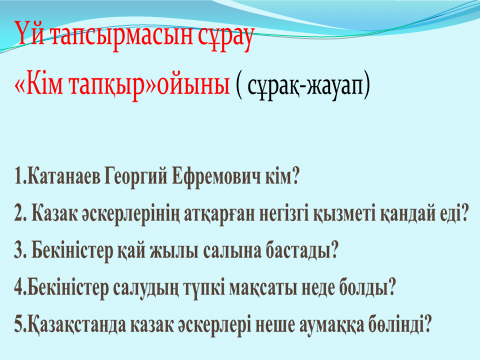 Үй тапсырмасын сұрау
«Кім тапқыр»ойыны ( сұрақ-жауап)
1.Катанаев Георгий Ефремович кім?
2. Казак әскерлерінің атқарған негізгі қызметі қандай еді?
3. Бекіністер қай жылы салына бастады?
4.Бекіністер салудың түпкі мақсаты неде болды?
5.Қазақстанда казак әскерлері неше аумаққа бөлінді?